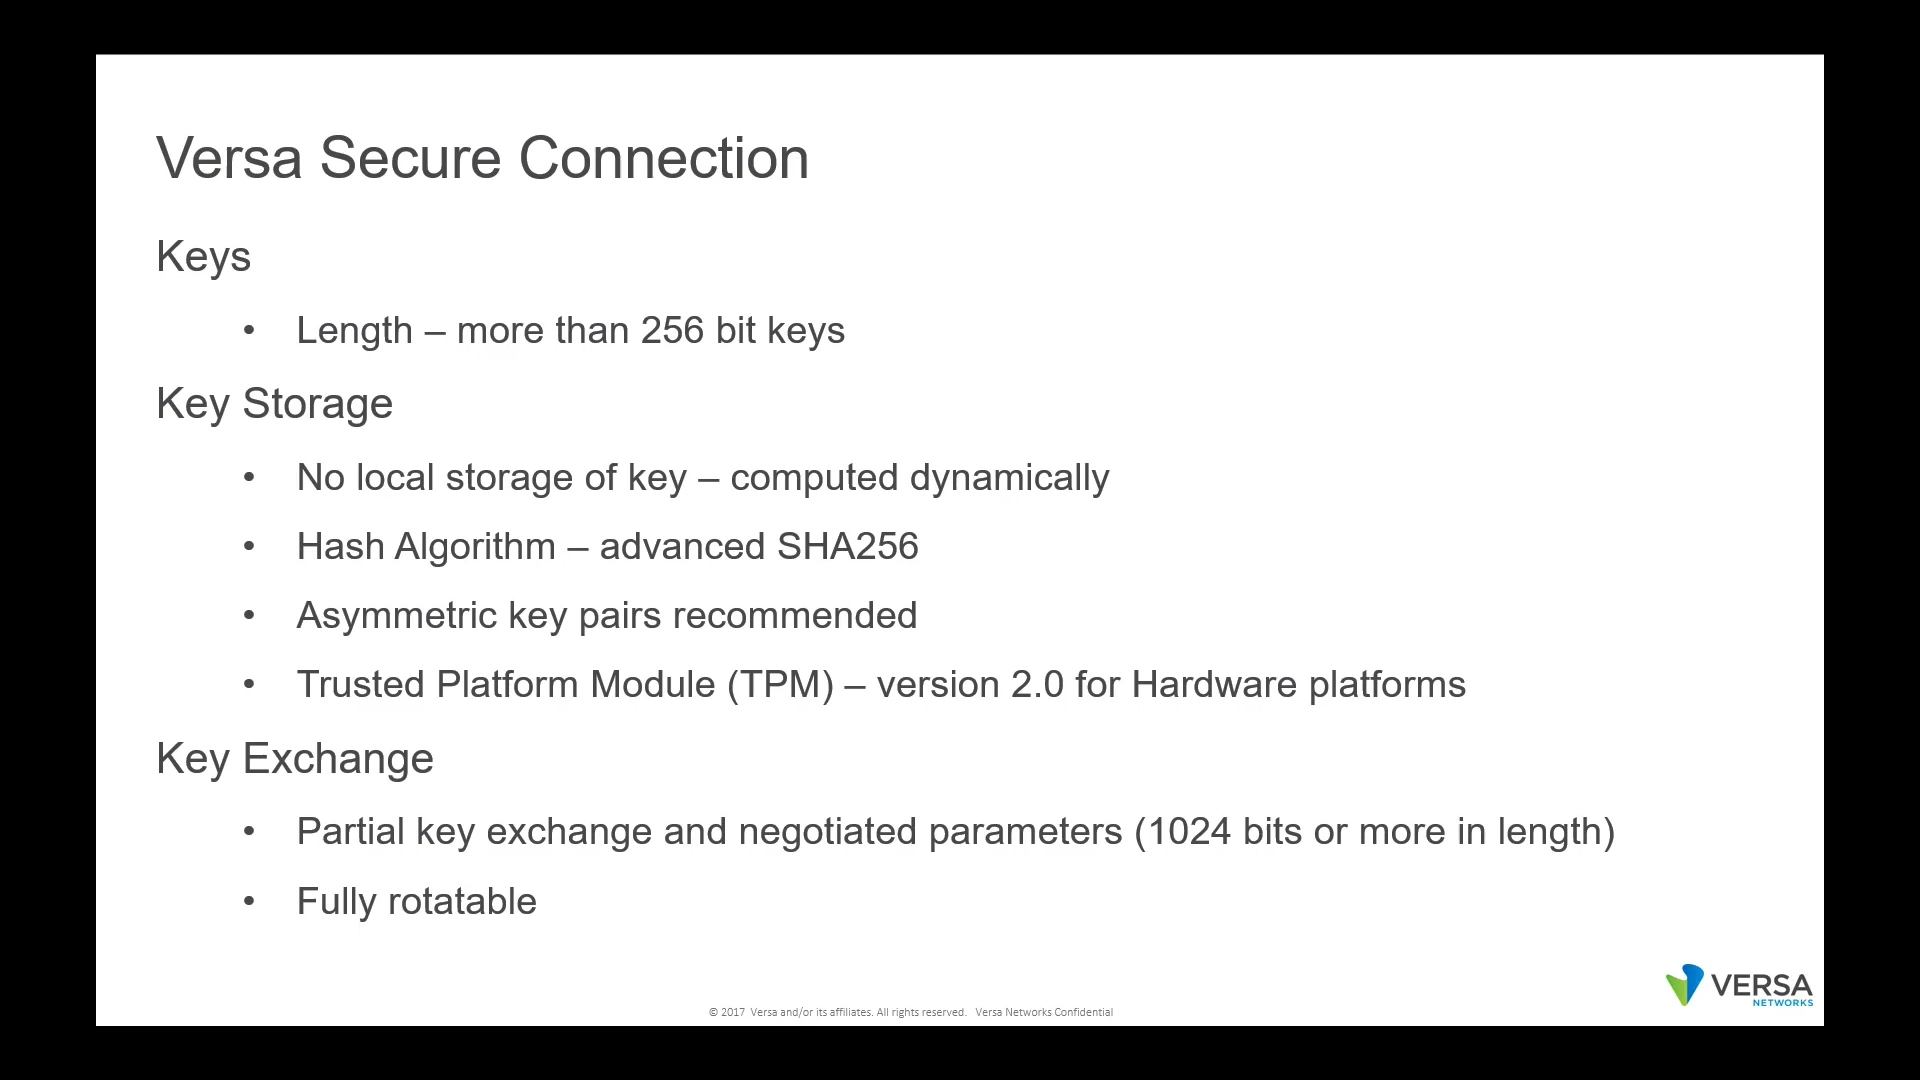 Versa Secure Connection
Keys
• Length – more than 256 bit keys
Key Storage
• No local storage of key – computed dynamically
• Hash Algorithm – advanced SHA256
• Asymmetric key pairs recommended
• Trusted Platform Module (TPM) – version 2.0 for Hardware platforms
Key Exchange
• Partial key exchange and negotiated parameters (1024 bits or more in length)
• Fully rotatable
VERSA
NETWORKS
© 2017 Versa and/or its affiliates. All rights reserved. Versa Networks Confidential